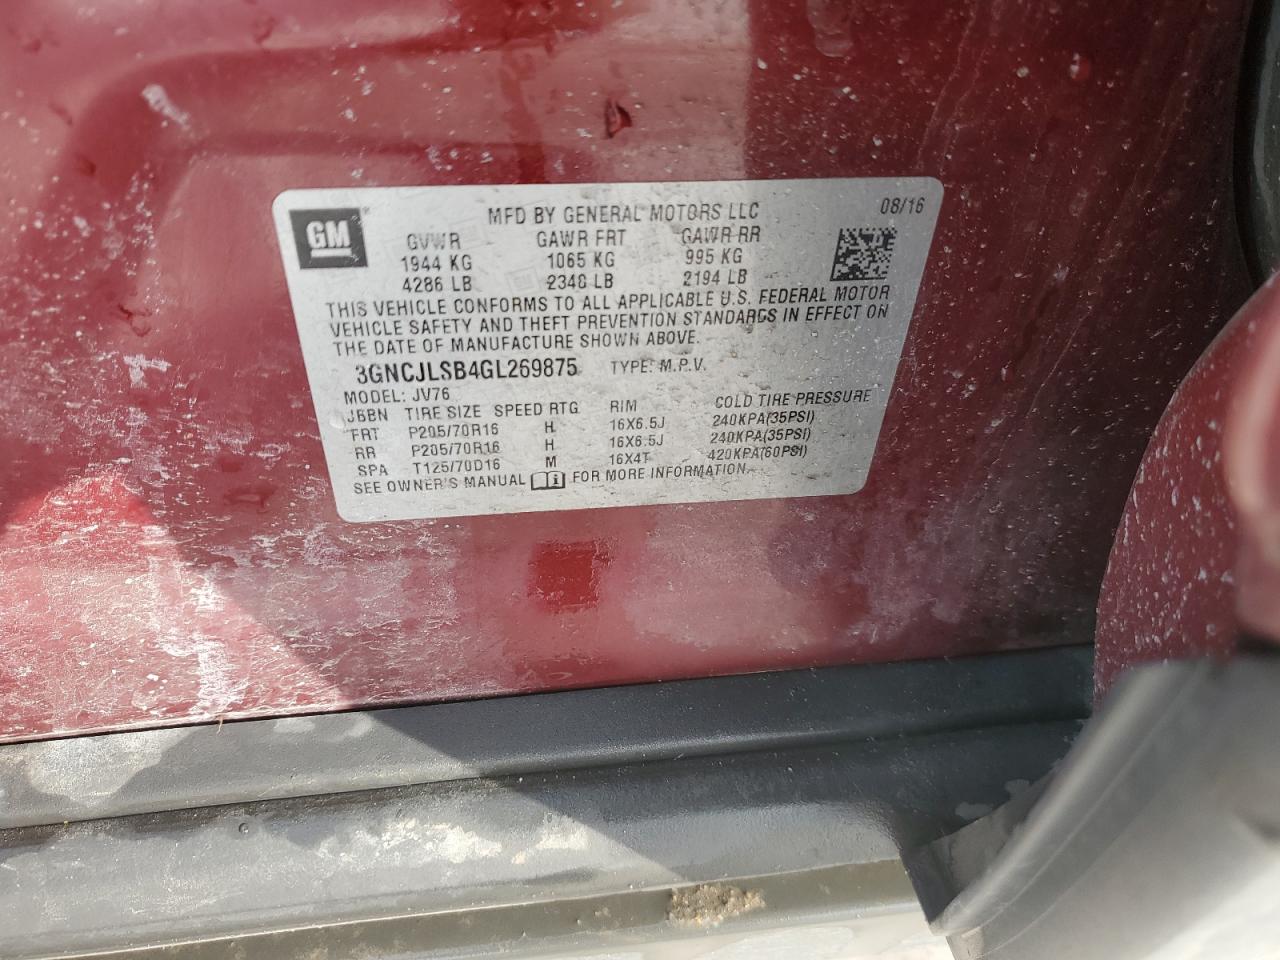 GM
MFD BY GENERAL MOTORS LLC 08/16
GVWR GAWR FRT GAWR RR
1944 KG 1065 KG 995 KG
4286 LB 2348 LB 2194 LB
THIS VEHICLE CONFORMS TO ALL APPLICABLE U.S. FEDERAL MOTOR
VEHICLE SAFETY AND THEFT PREVENTION STANDARDS IN EFFECT ON
THE DATE OF MANUFACTURE SHOWN ABOVE.
3GNCJLSB4GL269875 TYPE: M.P.V.
MODEL: JV76
JBBN TIRE SIZE SPEED RTG RIM COLD TIRE PRESSURE
FRT P205/70R16 H 16X6.5J 240KPA(35PSI)
RR P205/70R16 H 16X6.5J 240KPA(35PSI)
SPA T125/70D16 M 16X4T 420KPA(60PSI)
SEE OWNER'S MANUAL FOR MORE INFORMATION.